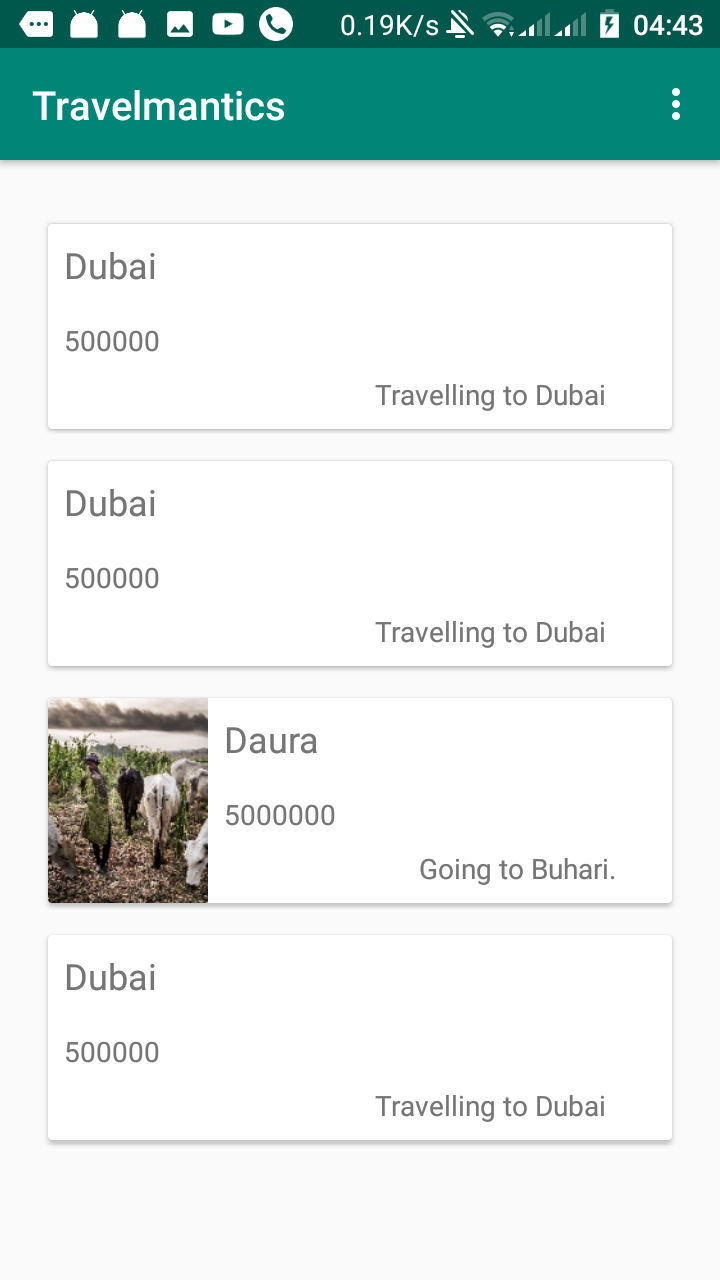 0.19K/s 04:43
Travelmantics
Dubai
500000
Travelling to Dubai
Dubai
500000
Travelling to Dubai
Daura
5000000
Going to Buhari.
Dubai
500000
Travelling to Dubai